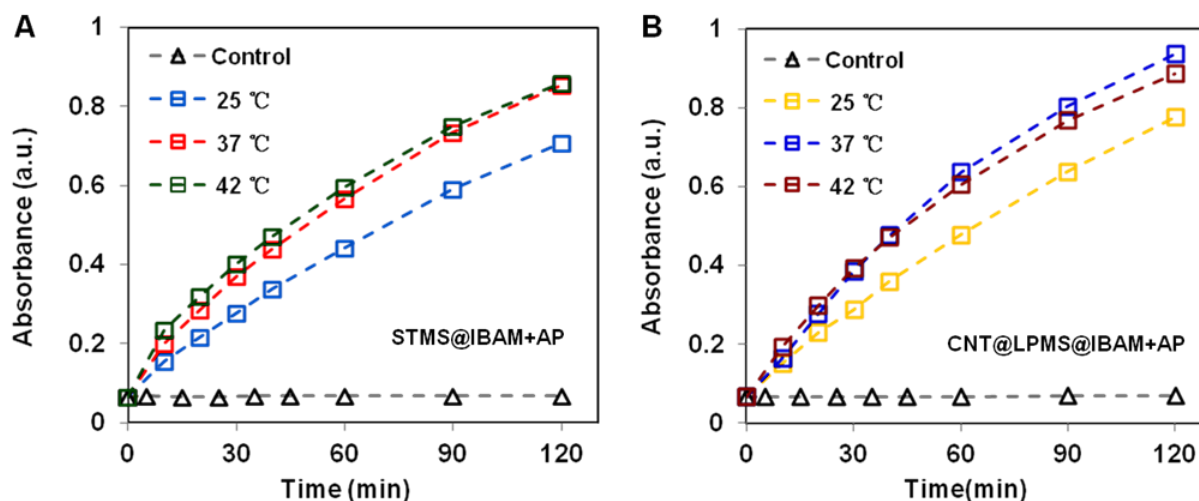 A
Absorbance (a.u.)
1
0.8
0.6
0.4
0.2
0
Control
25 ℃
37 ℃
42 ℃
STMS@IBAM+AP
0 30 60 90 120
Time (min)
B
Absorbance (a.u.)
1
0.8
0.6
0.4
0.2
0
Control
25 ℃
37 ℃
42 ℃
CNT@LPMS@IBAM+AP
0 30 60 90 120
Time(min)